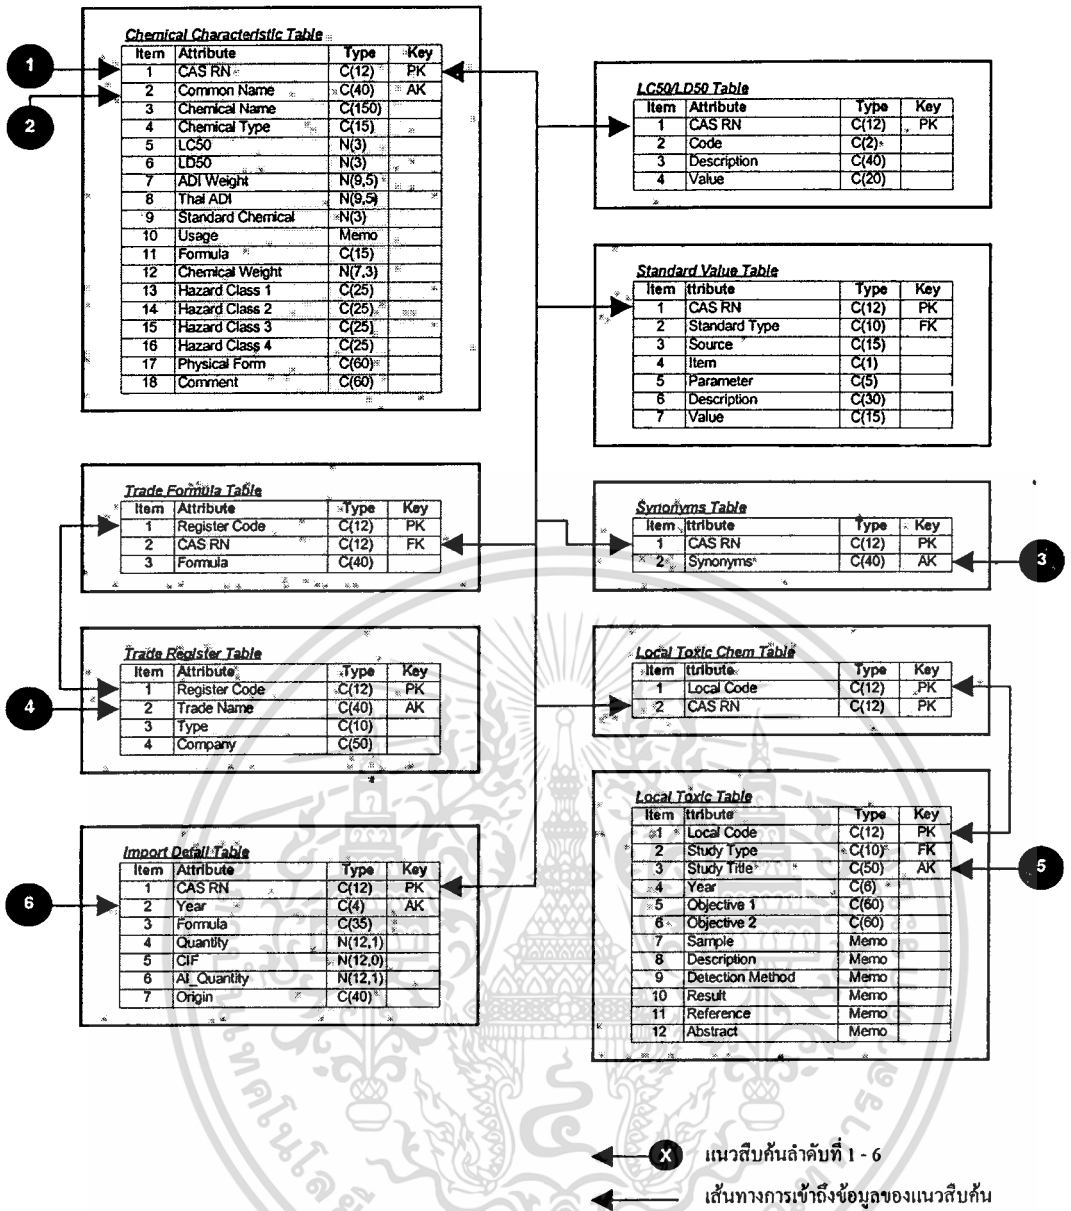 Chemical Characteristic Table
Item Attribute Type Key
1 CAS RN C(12) PK
2 Common Name C(40) AK
3 Chemical Name C(150)
4 Chemical Type C(15)
5 LC50 N(3)
6 LD50 N(3)
7 ADI Weight N(9,5)
8 Thai ADI N(9,5)
9 Standard Chemical N(3)
10 Usage Memo
11 Formula C(15)
12 Chemical Weight N(7,3)
13 Hazard Class 1 C(25)
14 Hazard Class 2 C(25)
15 Hazard Class 3 C(25)
16 Hazard Class 4 C(25)
17 Physical Form C(60)
18 Comment C(60)
1
2
LC50/LD50 Table
Item Attribute Type Key
1 CAS RN C(12) PK
2 Code C(2)
3 Description C(40)
4 Value C(20)
Standard Value Table
Item ttribute Type Key
1 CAS RN C(12) PK
2 Standard Type C(10) FK
3 Source C(15)
4 Item C(1)
5 Parameter C(5)
6 Description C(30)
7 Value C(15)
Trade Formula Table
Item Attribute Type Key
1 Register Code C(12) PK
2 CAS RN C(12) FK
3 Formula C(40)
Synonyms Table
Item ttribute Type Key
1 CAS RN C(12) PK
2 Synonyms C(40) AK
3
Trade Register Table
Item Attribute Type Key
1 Register Code C(12) PK
2 Trade Name C(40) AK
3 Type C(10)
4 Company C(50)
4
Local Toxic Chem Table
Item ttribute Type Key
1 Local Code C(12) PK
2 CAS RN C(12) PK
Import Detail Table
Item Attribute Type Key
1 CAS RN C(12) PK
2 Year C(4) AK
3 Formula C(35)
4 Quantity N(12,1)
5 CIF N(12,0)
6 AI_Quantity N(12,1)
7 Origin C(40)
6
Local Toxic Table
Item ttribute Type Key
1 Local Code C(12) PK
2 Study Type C(10) FK
3 Study Title C(50) AK
4 Year C(6)
5 Objective 1 C(60)
6 Objective 2 C(60)
7 Sample Memo
8 Description Memo
9 Detection Method Memo
10 Result Memo
11 Reference Memo
12 Abstract Memo
5
X แนวสืบค้นลำดับที่ 1 - 6
เส้นทางการเข้าถึงข้อมูลของแนวสืบค้น